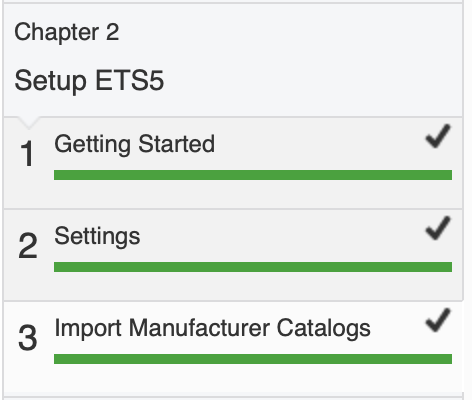 Chapter 2
Setup ETS5
1 Getting Started
2 Settings
3 Import Manufacturer Catalogs